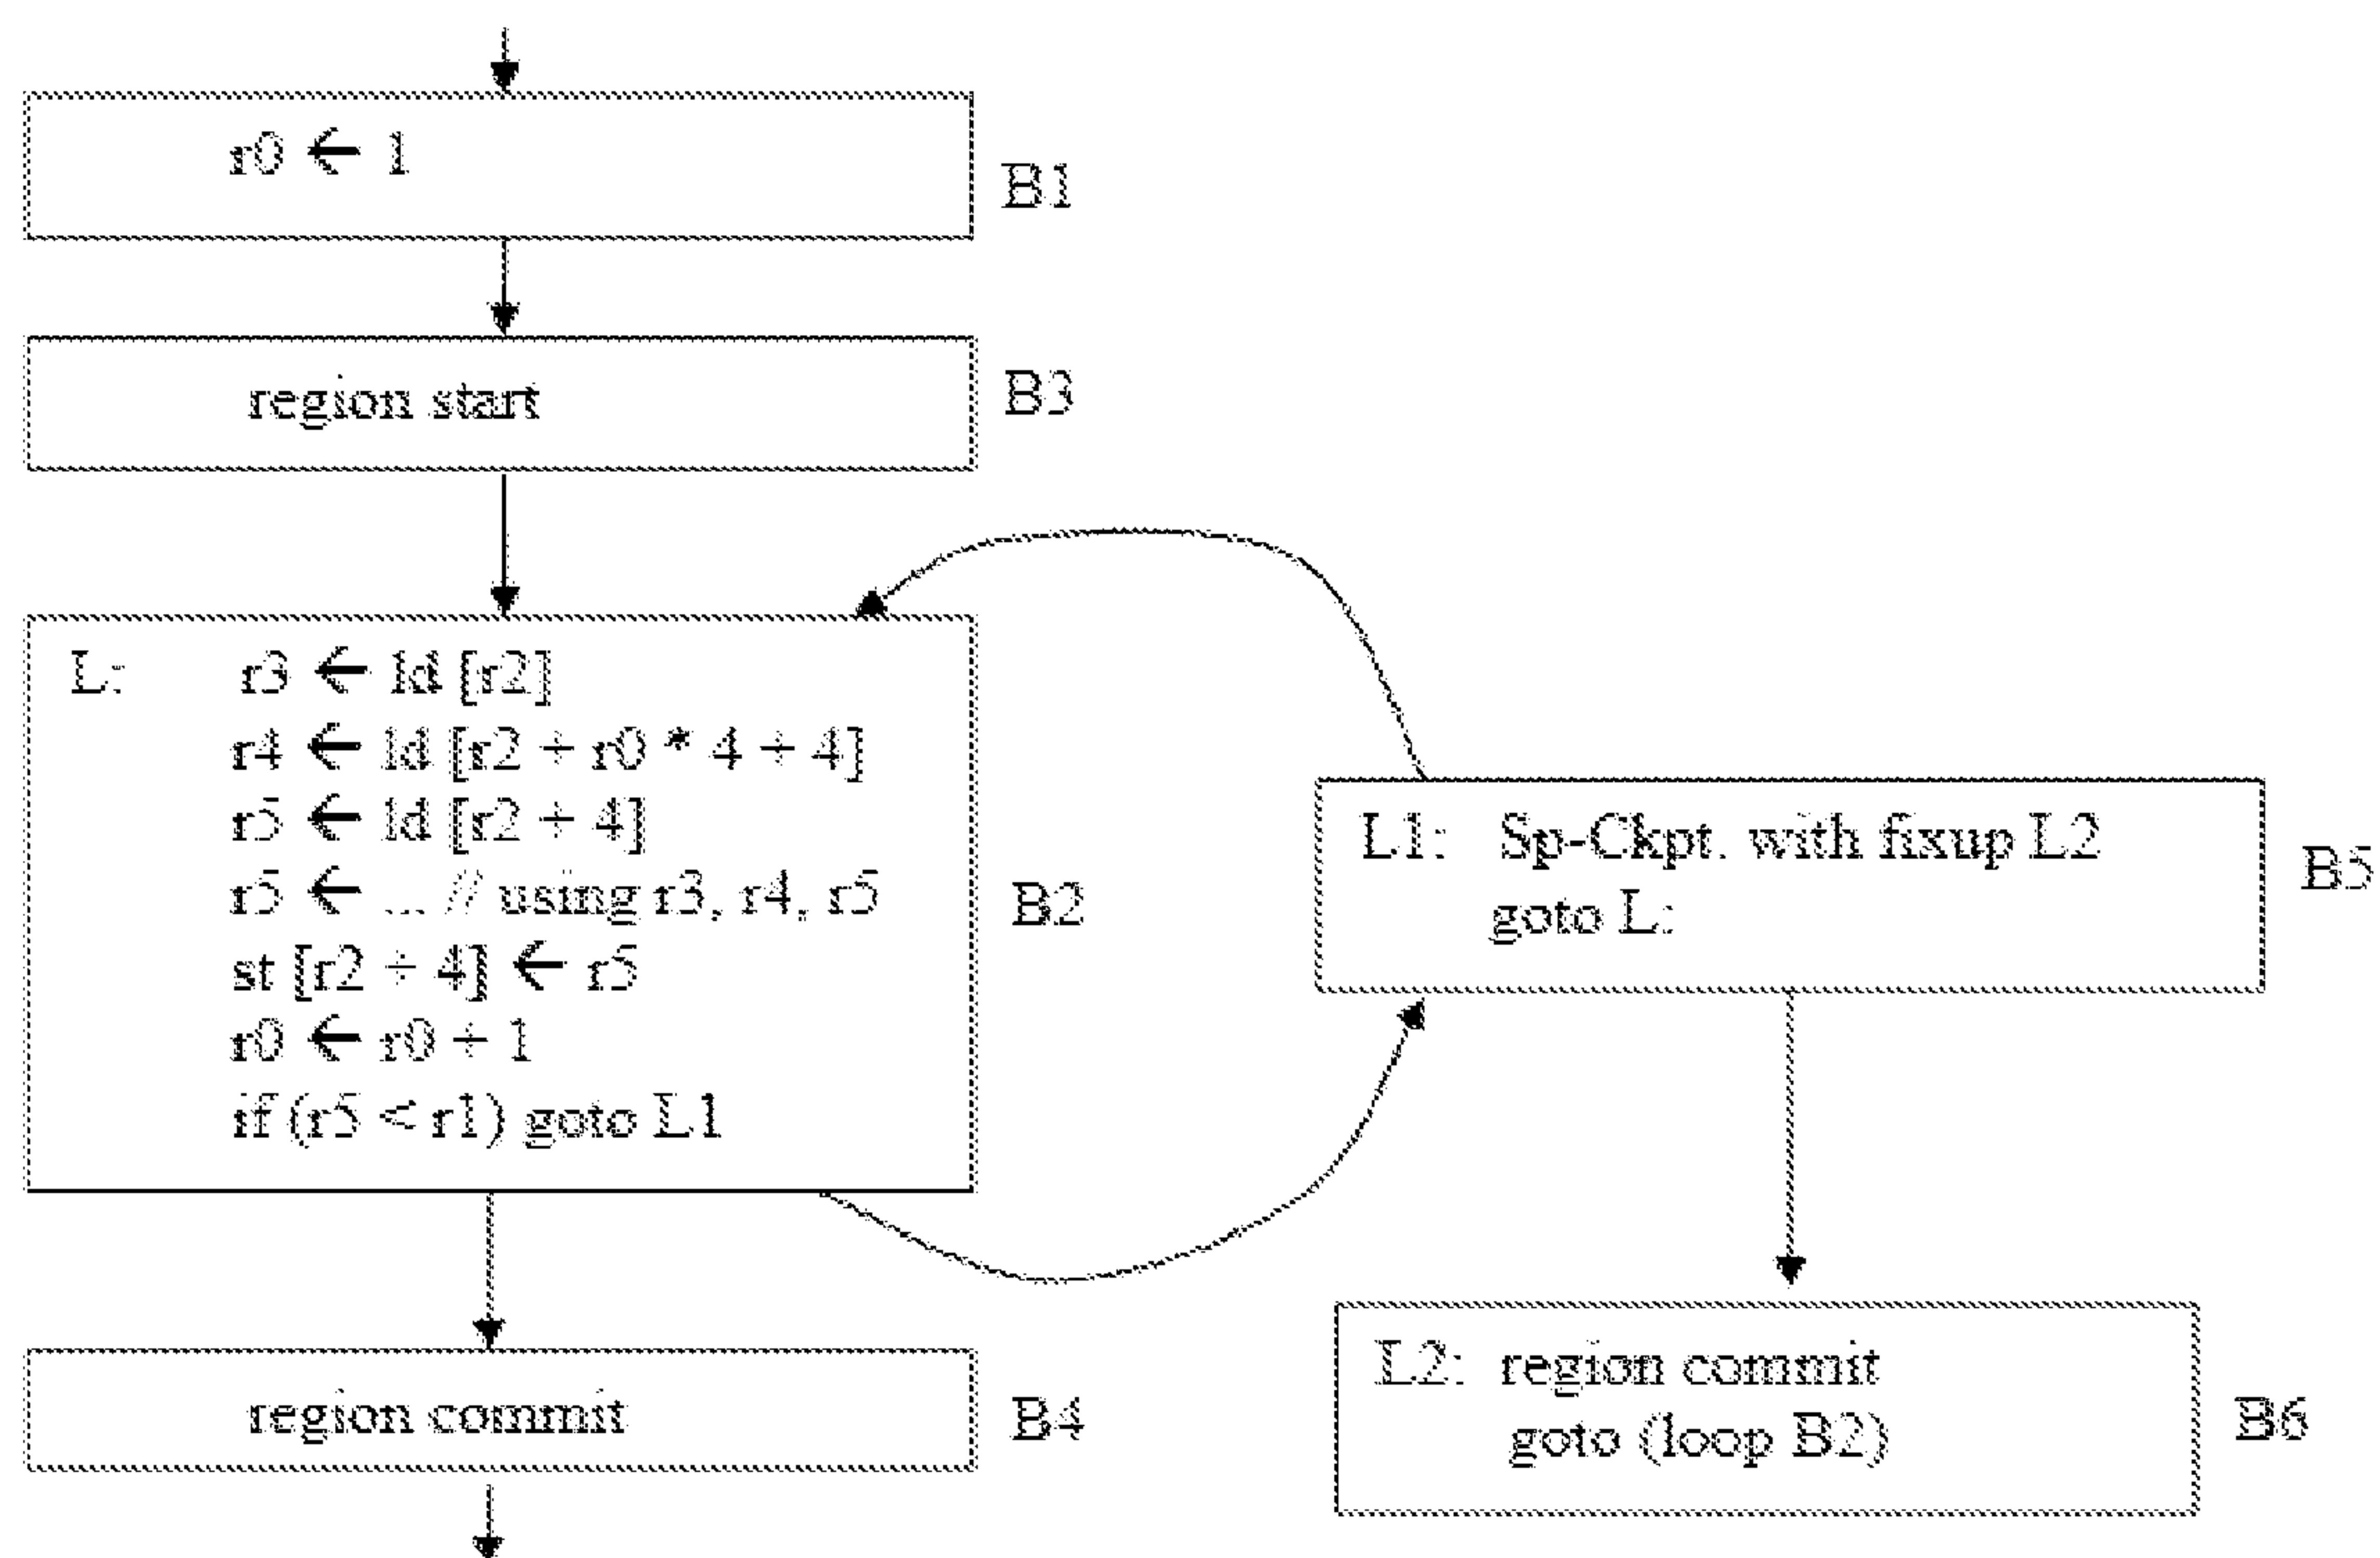 r0 ← 1
B1
region start
B3
L: r3 ← ld [r2]
r4 ← ld [r2 + r0 * 4 + 4]
r5 ← ld [r2 + 4]
r5 ← ... // using r3, r4, r5
st [r2 + 4] ← r5
r0 ← r0 + 1
if (r5 < r1) goto L1
B2
L1: Sp-Ckpt. with fixup L2
goto L:
B5
region commit
B4
L2: region commit
goto (loop B2)
B6